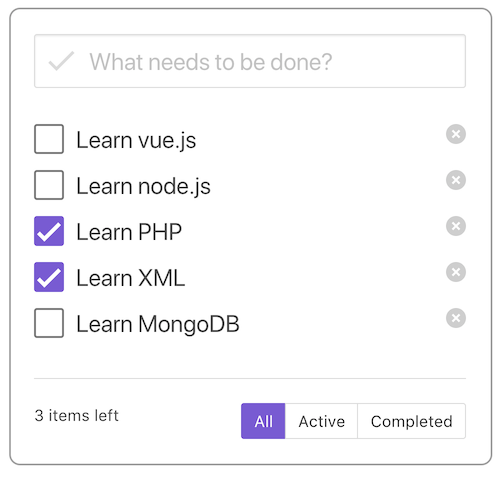 What needs to be done?
Learn vue.js
Learn node.js
Learn PHP
Learn XML
Learn MongoDB
3 items left
All Active Completed